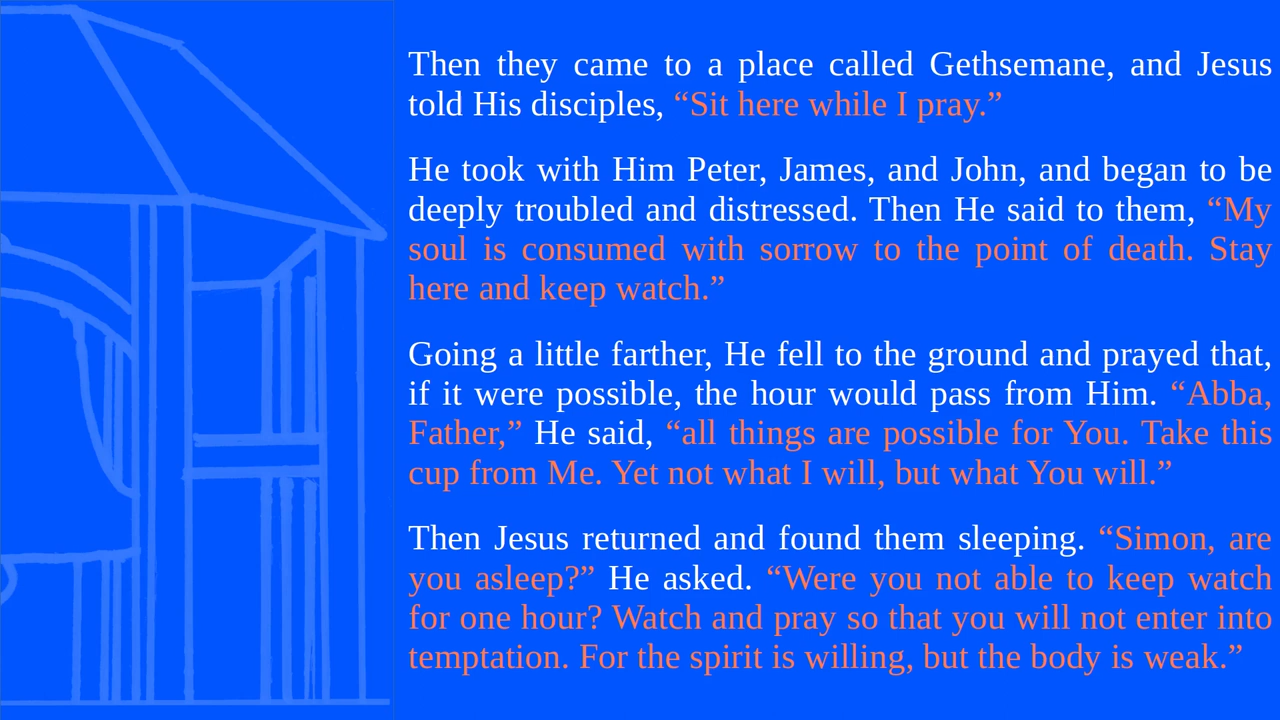 Then they came to a place called Gethsemane, and Jesus
told His disciples, “Sit here while I pray.”
He took with Him Peter, James, and John, and began to be
deeply troubled and distressed. Then He said to them, “My
soul is consumed with sorrow to the point of death. Stay
here and keep watch.”
Going a little farther, He fell to the ground and prayed that,
if it were possible, the hour would pass from Him. “Abba,
Father,” He said, “all things are possible for You. Take this
cup from Me. Yet not what I will, but what You will.”
Then Jesus returned and found them sleeping. “Simon, are
you asleep?” He asked. “Were you not able to keep watch
for one hour? Watch and pray so that you will not enter into
temptation. For the spirit is willing, but the body is weak.”